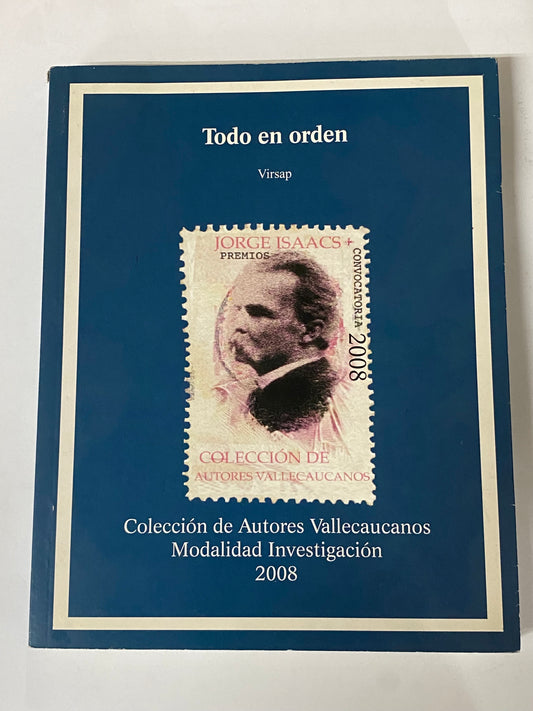 Todo en orden
Virsap
JORGE ISAACS +
PREMIOS
CONVOCATORIA 2008
COLECCIÓN DE
AUTORES VALLECAUCANOS
Colección de Autores Vallecaucanos
Modalidad Investigación
2008